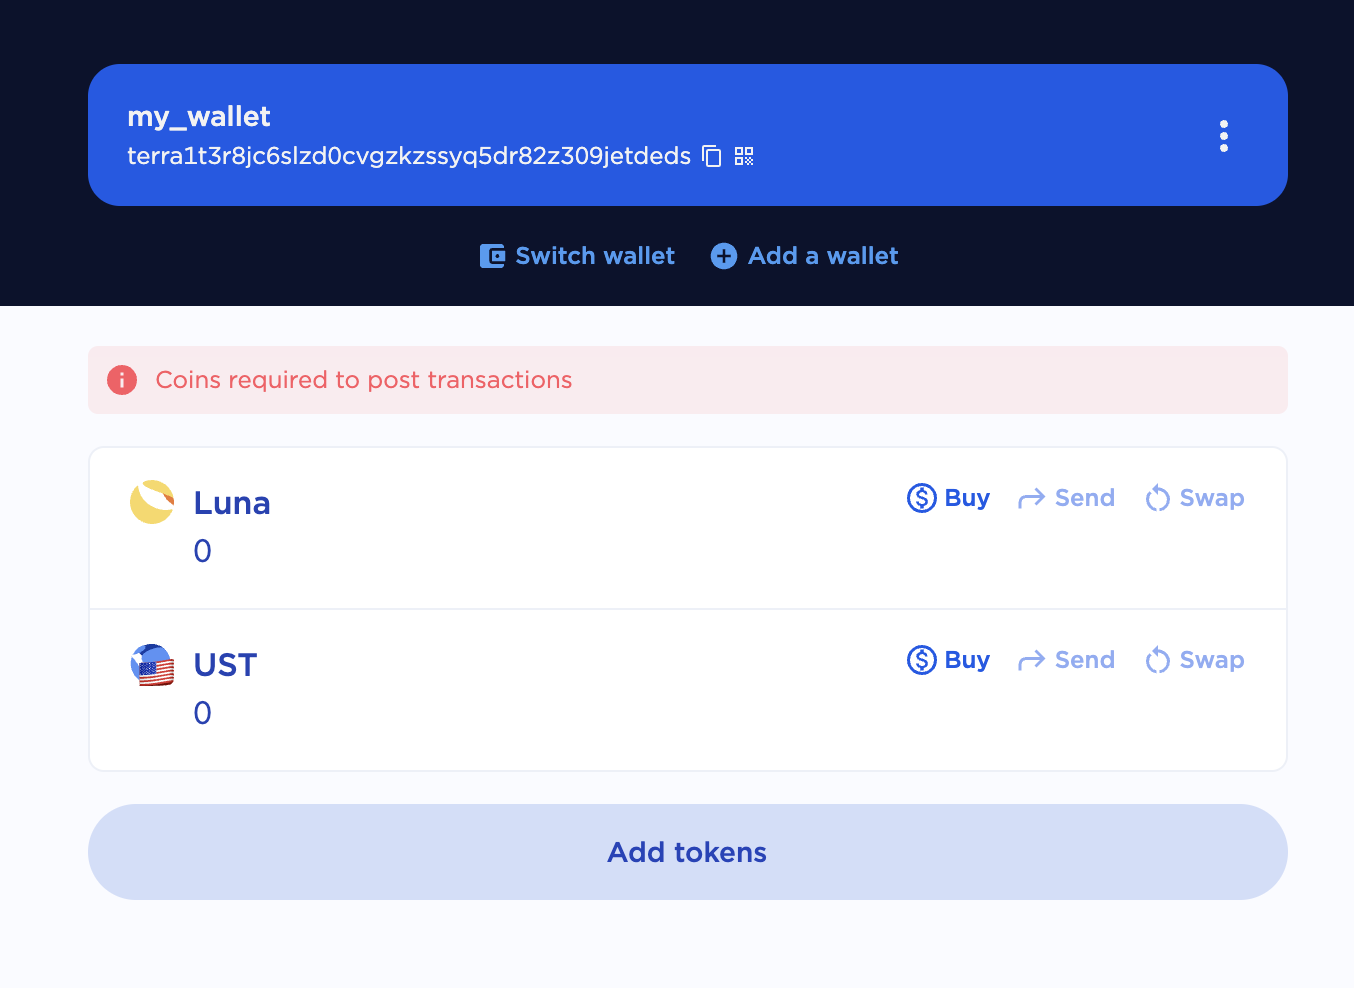 my_wallet
terra1t3r8jc6slzd0cvgzkzssyq5dr82z309jetdeds
Switch wallet Add a wallet
Coins required to post transactions
Luna Buy Send Swap
0
UST Buy Send Swap
0
Add tokens